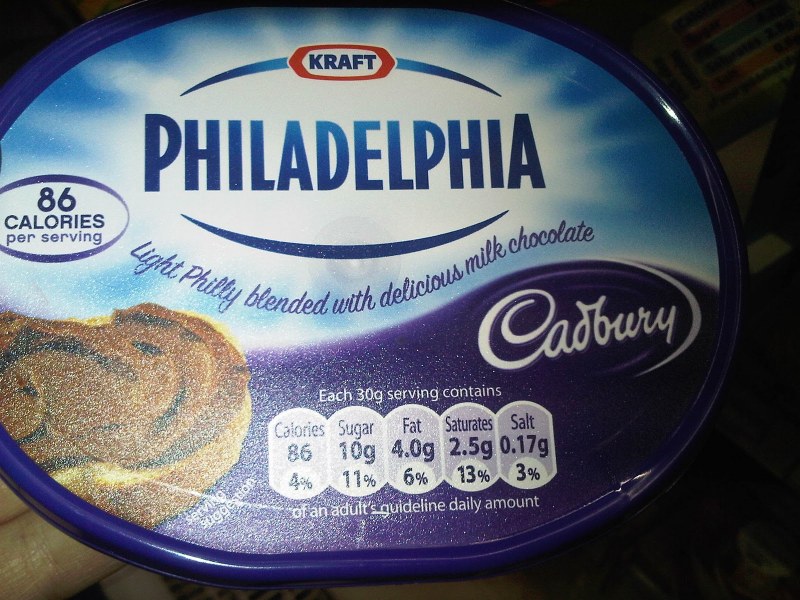 KRAFT
PHILADELPHIA
86
CALORIES
per serving
Light Philly blended with delicious milk chocolate
Cadbury
Each 30g serving contains
Calories Sugar Fat Saturates Salt
86 10g 4.0g 2.5g 0.17g
4% 11% 6% 13% 3%
of an adult's guideline daily amount
serving
suggestion